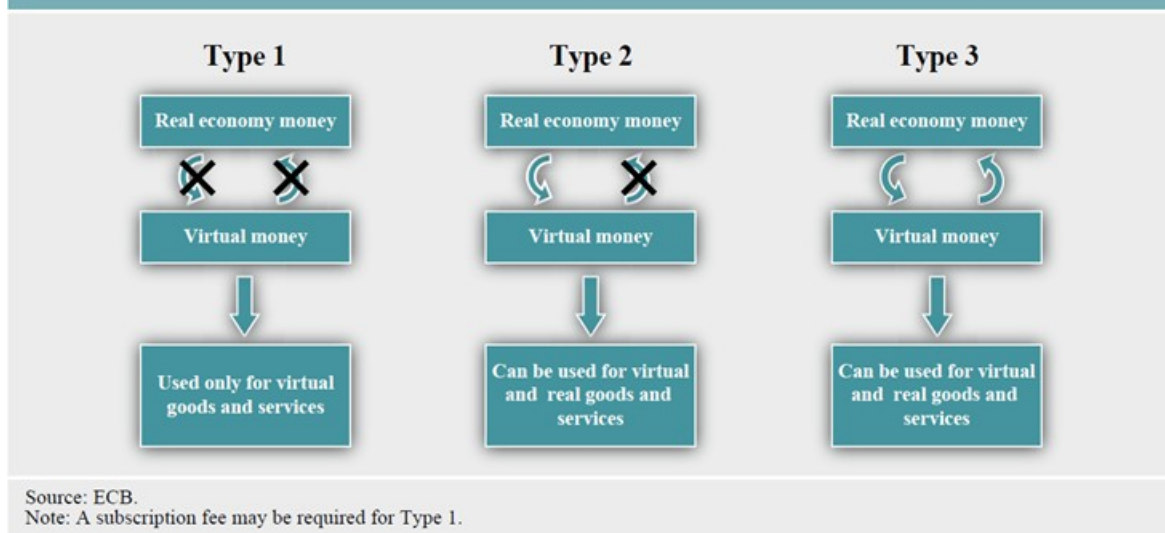 Type 1
Real economy money
Virtual money
Used only for virtual
goods and services
Type 2
Real economy money
Virtual money
Can be used for virtual
and real goods and
services
Type 3
Real economy money
Virtual money
Can be used for virtual
and real goods and
services
Source: ECB.
Note: A subscription fee may be required for Type 1.